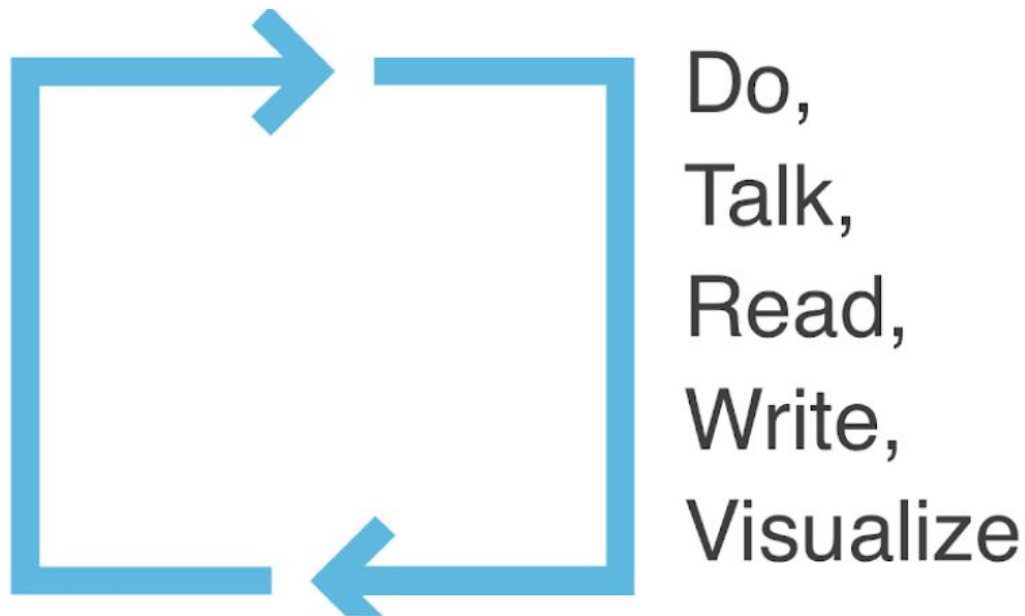 Do,
Talk,
Read,
Write,
Visualize